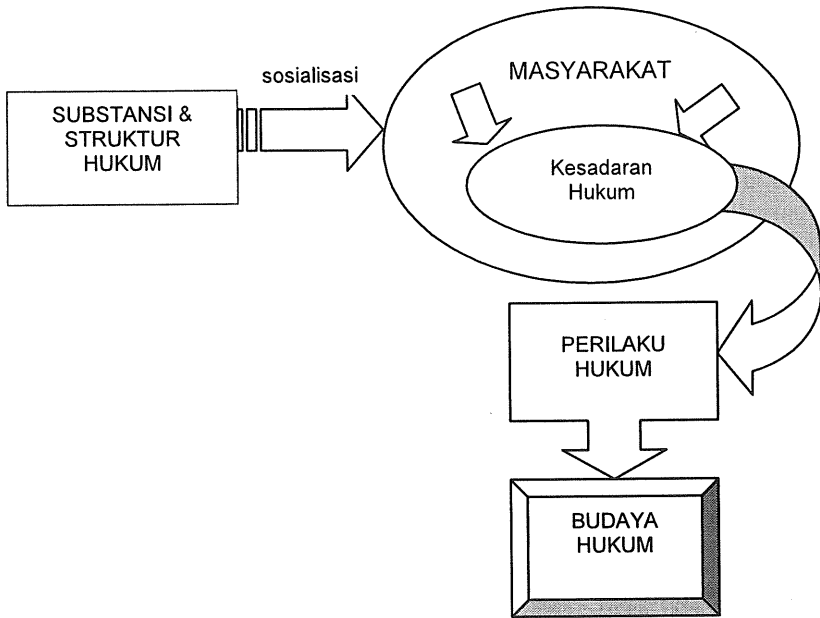 sosialisasi
SUBSTANSI &
STRUKTUR
HUKUM
MASYARAKAT
Kesadaran
Hukum
PERILAKU
HUKUM
BUDAYA
HUKUM